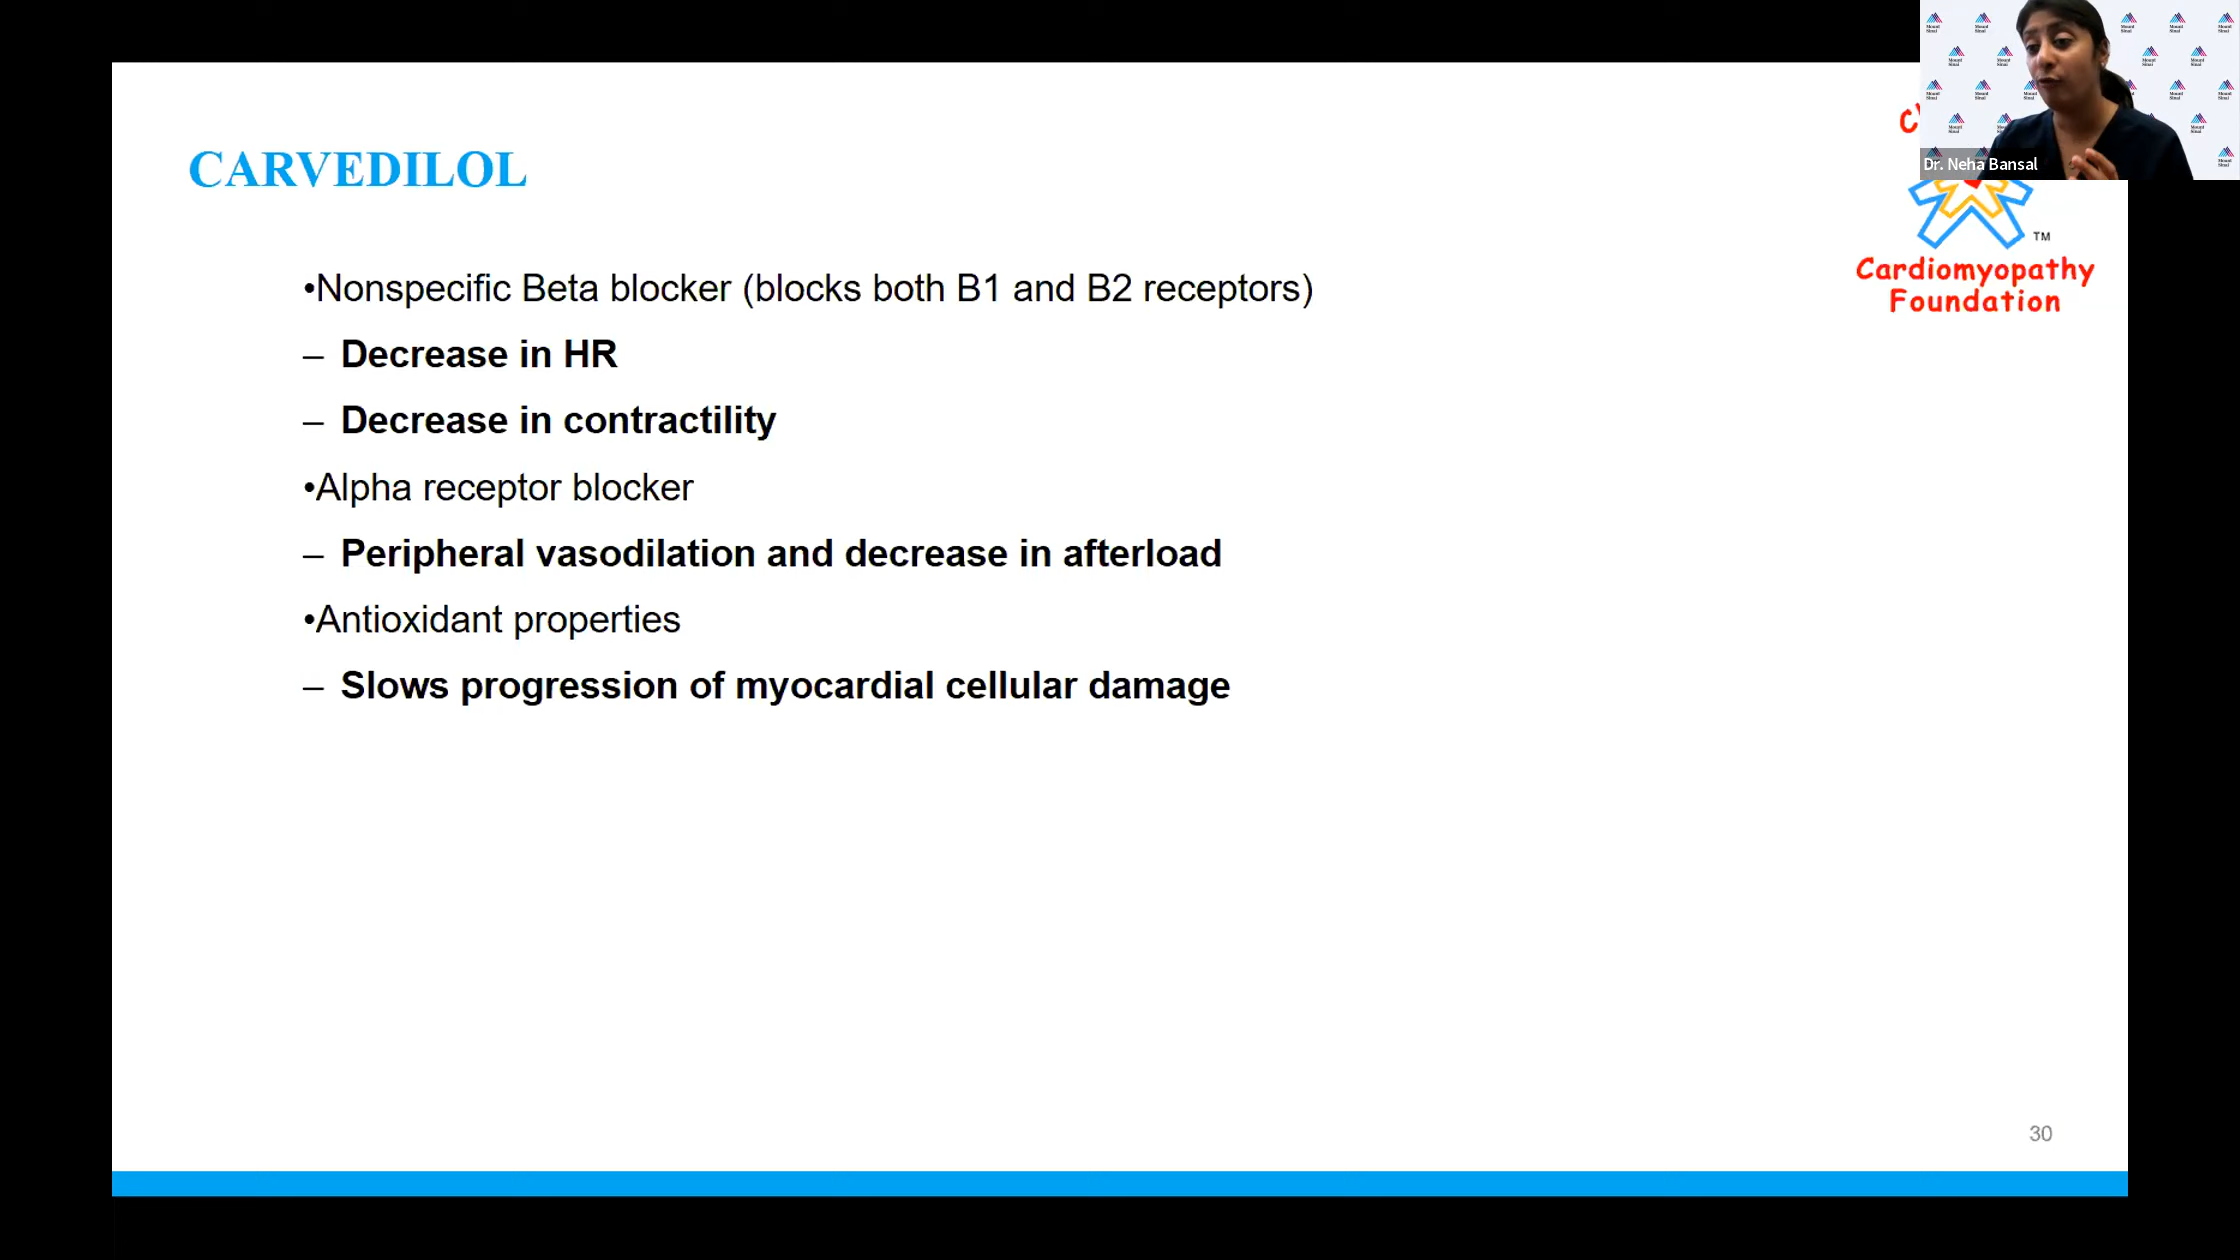 CARVEDILOL
•Nonspecific Beta blocker (blocks both B1 and B2 receptors)
– Decrease in HR
– Decrease in contractility
•Alpha receptor blocker
– Peripheral vasodilation and decrease in afterload
•Antioxidant properties
– Slows progression of myocardial cellular damage
Dr. Neha Bansal
TM
Cardiomyopathy
Foundation
Mount
Sinai
30